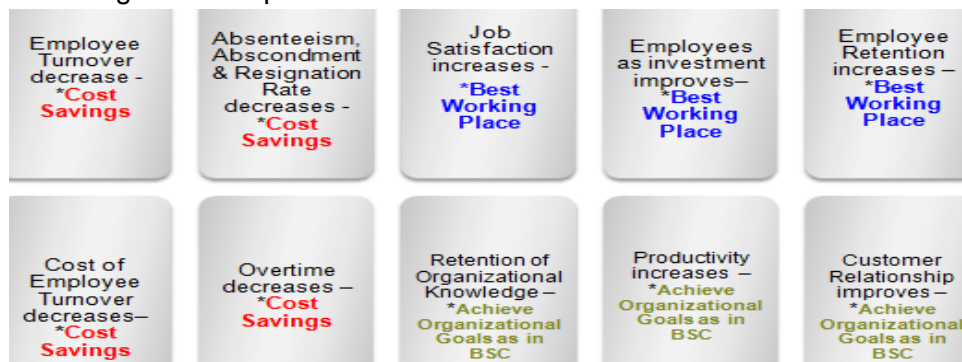 Employee
Turnover
decrease -
*Cost
Savings
Absenteeism,
Abscondment
& Resignation
Rate
decreases -
*Cost
Savings
Job
Satisfaction
increases -
*Best
Working
Place
Employees
as investment
improves–
*Best
Working
Place
Employee
Retention
increases –
*Best
Working
Place
Cost of
Employee
Turnover
decreases–
*Cost
Savings
Overtime
decreases –
*Cost
Savings
Retention of
Organizational
Knowledge –
*Achieve
Organizational
Goals as in
BSC
Productivity
increases –
*Achieve
Organizational
Goals as in
BSC
Customer
Relationship
improves –
*Achieve
Organizational
Goals as in
BSC